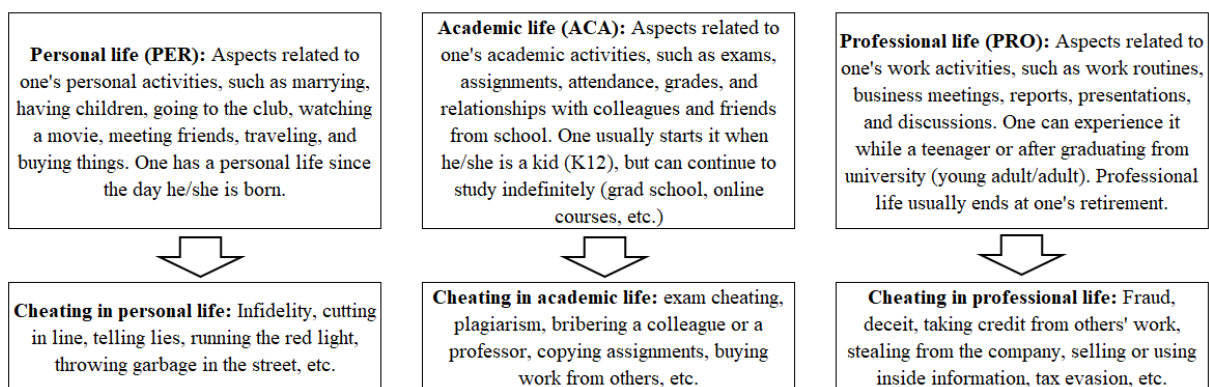 Personal life (PER): Aspects related to
one's personal activities, such as marrying,
having children, going to the club, watching
a movie, meeting friends, traveling, and
buying things. One has a personal life since
the day he/she is born.
Academic life (ACA): Aspects related to
one's academic activities, such as exams,
assignments, attendance, grades, and
relationships with colleagues and friends
from school. One usually starts it when
he/she is a kid (K12), but can continue to
study indefinitely (grad school, online
courses, etc.)
Professional life (PRO): Aspects related to
one's work activities, such as work routines,
business meetings, reports, presentations,
and discussions. One can experience it
while a teenager or after graduating from
university (young adult/adult). Professional
life usually ends at one's retirement.
Cheating in personal life: Infidelity, cutting
in line, telling lies, running the red light,
throwing garbage in the street, etc.
Cheating in academic life: exam cheating,
plagiarism, bribering a colleague or a
professor, copying assignments, buying
work from others, etc.
Cheating in professional life: Fraud,
deceit, taking credit from others' work,
stealing from the company, selling or using
inside information, tax evasion, etc.